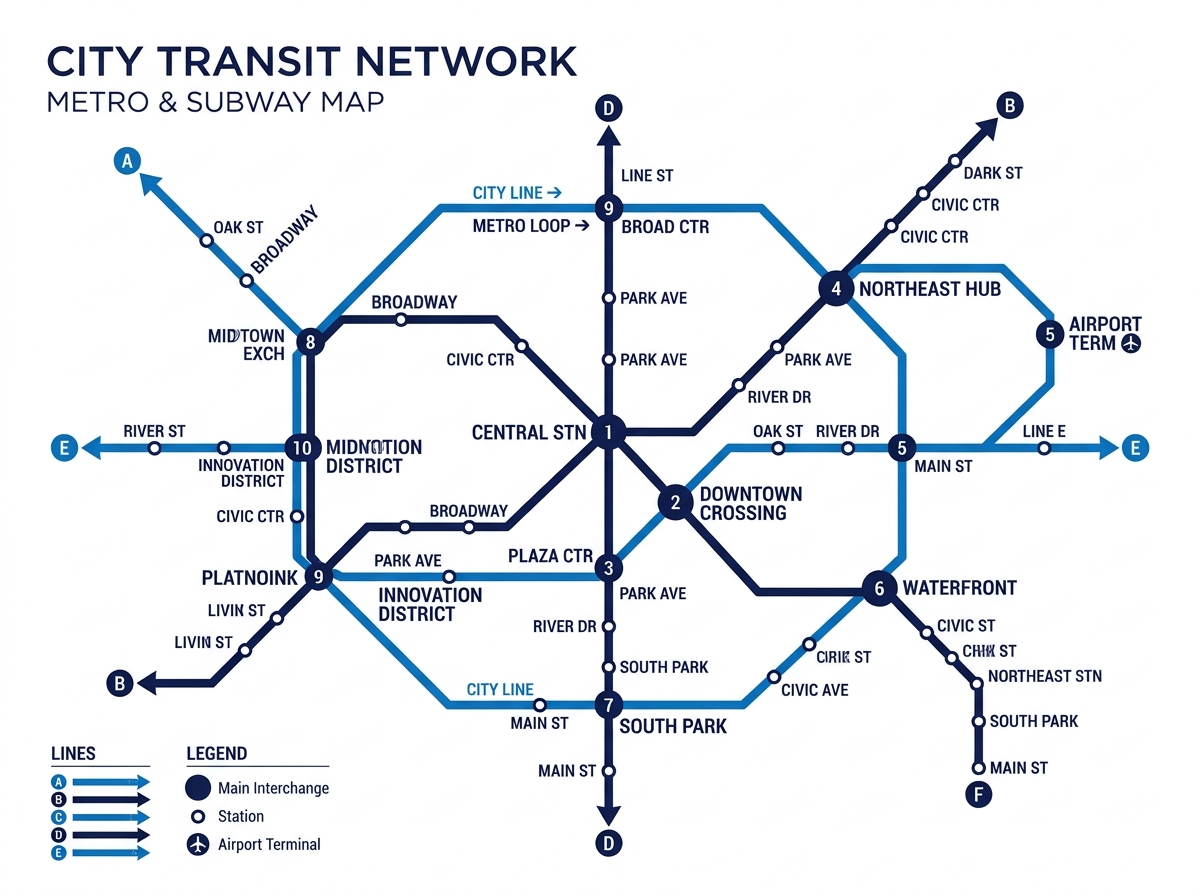 CITY TRANSIT NETWORK
METRO & SUBWAY MAP
D
B
A
LINE ST
DARK ST
CITY LINE →
9
CIVIC CTR
METRO LOOP →
BROAD CTR
OAK ST
BROADWAY
CIVIC CTR
4
NORTHEAST HUB
PARK AVE
BROADWAY
5
AIRPORT
TERM
8
EXCH
CIVIC CTR
PARK AVE
PARK AVE
RIVER DR
RIVER ST
CENTRAL STN
1
OAK ST
RIVER DR
LINE E
E
10
DISTRICT
5
MAIN ST
E
INNOVATION
DISTRICT
2
DOWNTOWN
CROSSING
CIVIC CTR
BROADWAY
PLAZA CTR
PARK AVE
3
PLATNOINK
9
INNOVATION
DISTRICT
PARK AVE
6
WATERFRONT
LIVIN ST
RIVER DR
CIVIC ST
LIVIN ST
SOUTH PARK
NORTHEAST STN
B
CITY LINE
CIVIC AVE
MAIN ST
7
SOUTH PARK
SOUTH PARK
MAIN ST
MAIN ST
F
D
LINES
A
B
C
D
E
LEGEND
Main Interchange
Station
Airport Terminal